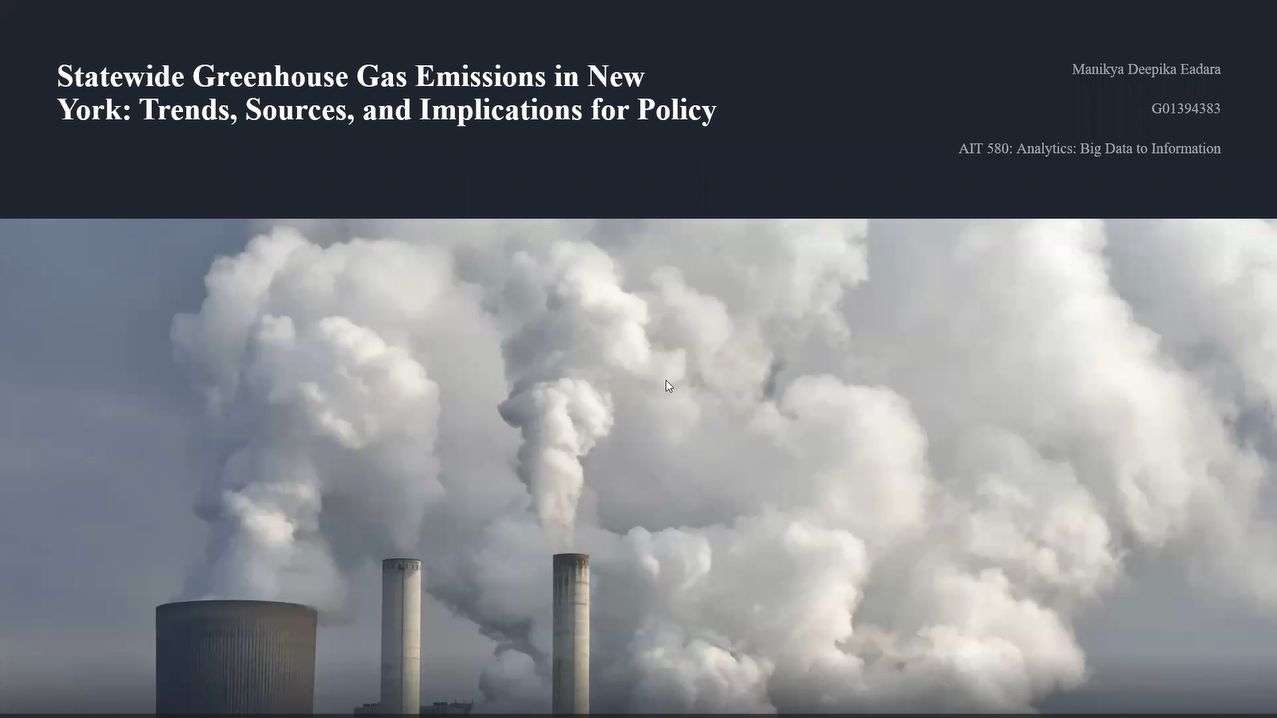 Statewide Greenhouse Gas Emissions in New
York: Trends, Sources, and Implications for Policy
Manikya Deepika Eadara
G01394383
AIT 580: Analytics: Big Data to Information